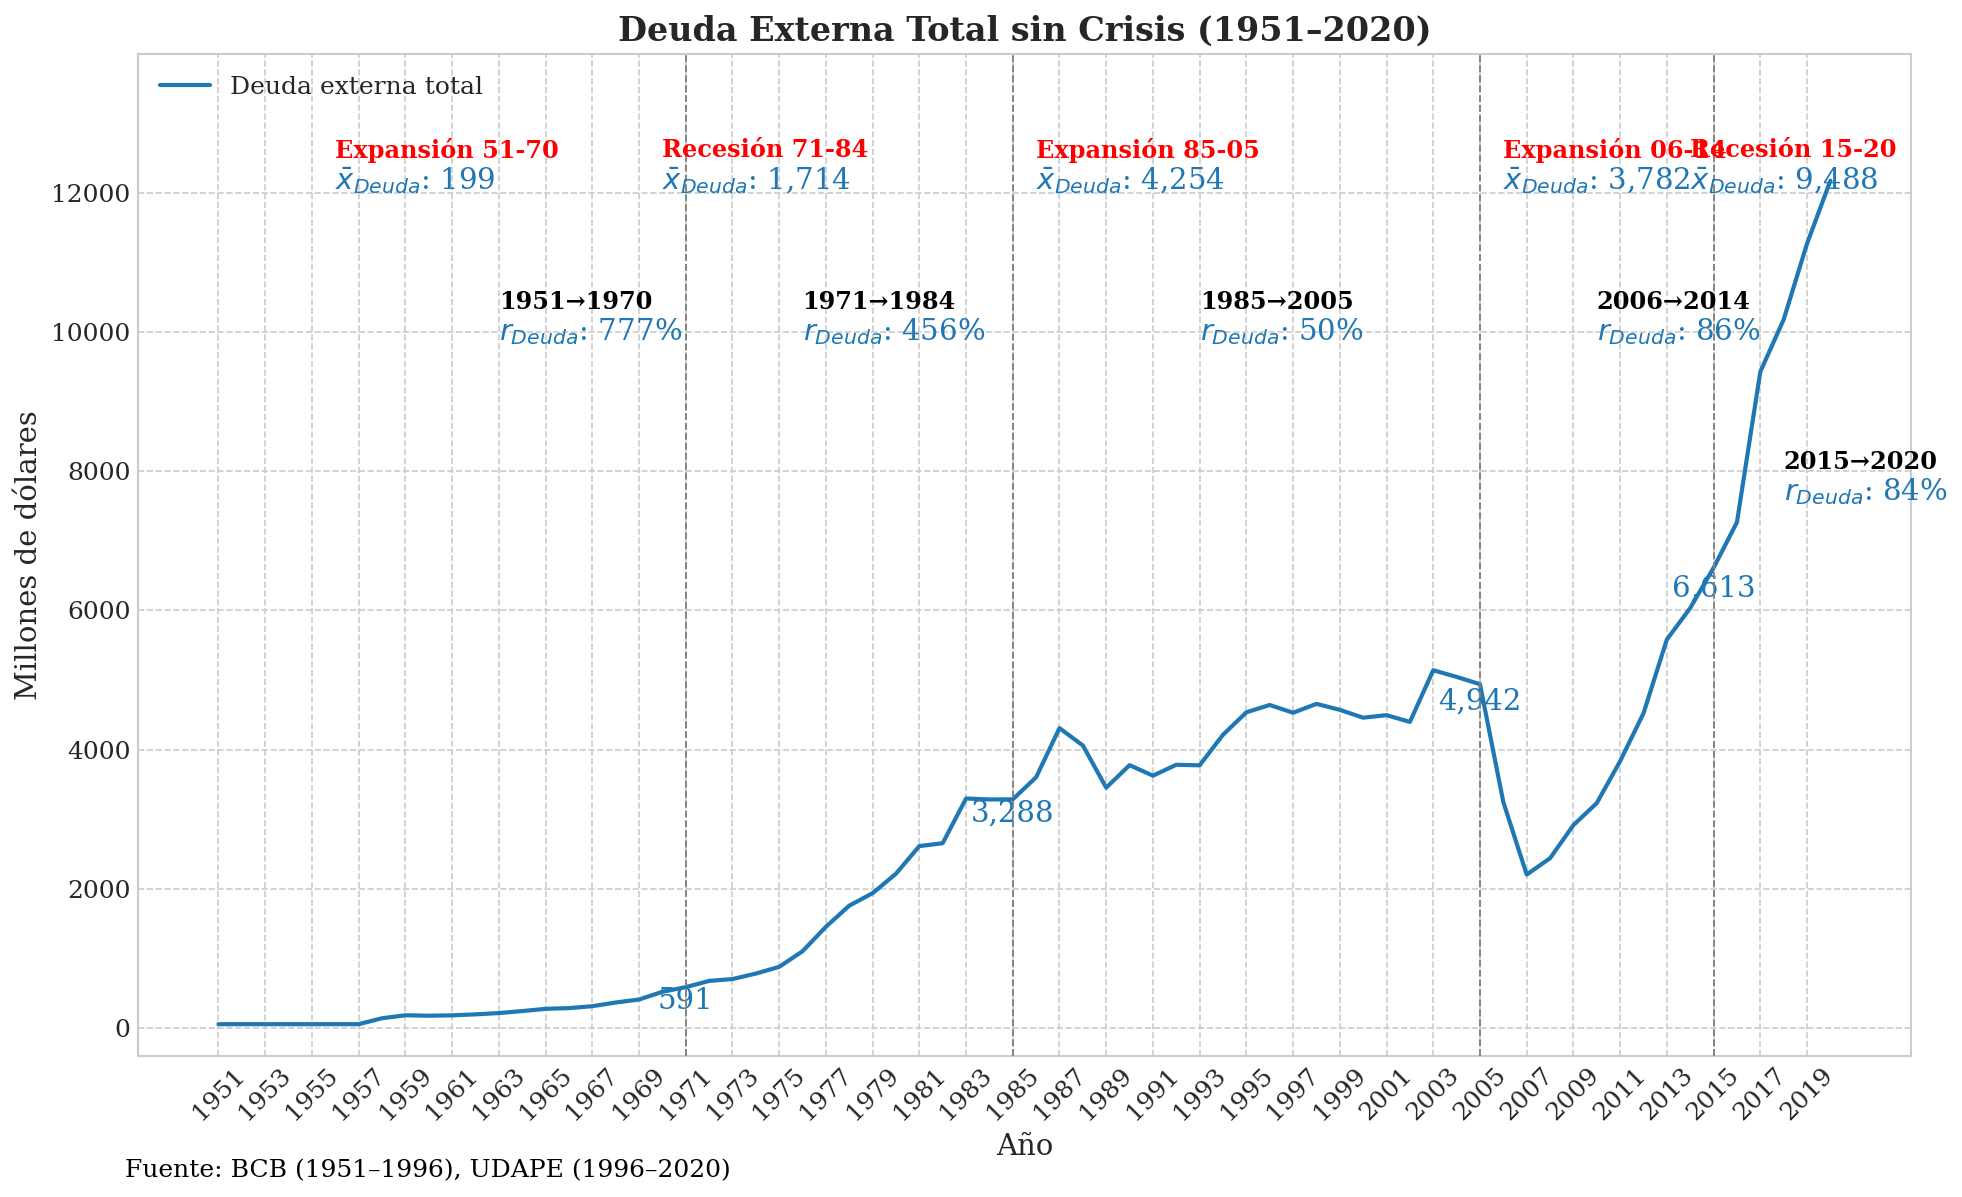 Deuda Externa Total sin Crisis (1951–2020)
Deuda externa total
Expansión 51-70
x̄Deuda: 199
Recesión 71-84
x̄Deuda: 1,714
Expansión 85-05
x̄Deuda: 4,254
Expansión 06-14
x̄Deuda: 3,782
Recesión 15-20
x̄Deuda: 9,488
1951→1970
rDeuda: 777%
1971→1984
rDeuda: 456%
1985→2005
rDeuda: 50%
2006→2014
rDeuda: 86%
2015→2020
rDeuda: 84%
591
3,288
4,942
6,613
Millones de dólares
12000
10000
8000
6000
4000
2000
0
1951
1953
1955
1957
1959
1961
1963
1965
1967
1969
1971
1973
1975
1977
1979
1981
1983
1985
1987
1989
1991
1993
1995
1997
1999
2001
2003
2005
2007
2009
2011
2013
2015
2017
2019
Año
Fuente: BCB (1951–1996), UDAPE (1996–2020)